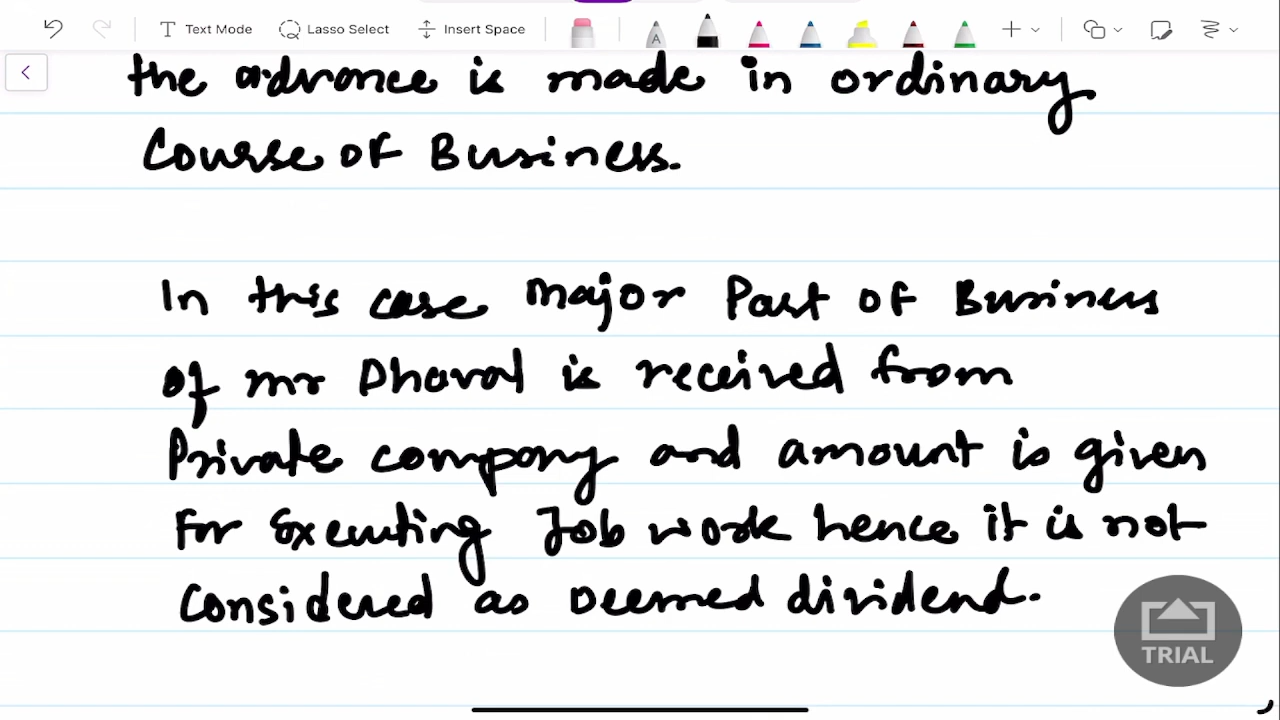 Text Mode Lasso Select Insert Space A
the advance is made in ordinary
Course of Business.
In this case major Part of Business
of mr Dhaval is received from
Private company and amount is given
For Executing Job work hence it is not
Considered as Deemed dividend.
TRIAL